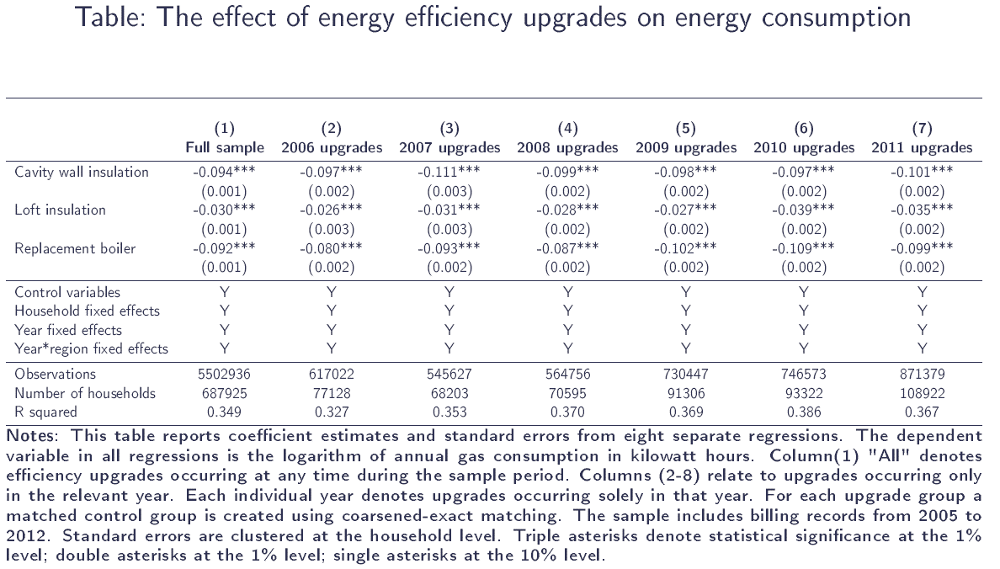 Table: The effect of energy efficiency upgrades on energy consumption
(1) (2) (3) (4) (5) (6) (7)
Full sample 2006 upgrades 2007 upgrades 2008 upgrades 2009 upgrades 2010 upgrades 2011 upgrades
Cavity wall insulation -0.094*** -0.097*** -0.111*** -0.099*** -0.098*** -0.097*** -0.101***
(0.001) (0.002) (0.003) (0.002) (0.002) (0.002) (0.002)
Loft insulation -0.030*** -0.026*** -0.031*** -0.028*** -0.027*** -0.039*** -0.035***
(0.001) (0.003) (0.003) (0.002) (0.002) (0.002) (0.002)
Replacement boiler -0.092*** -0.080*** -0.093*** -0.087*** -0.102*** -0.109*** -0.099***
(0.001) (0.002) (0.002) (0.002) (0.002) (0.002) (0.002)
Control variables Y Y Y Y Y Y Y
Household fixed effects Y Y Y Y Y Y Y
Year fixed effects Y Y Y Y Y Y Y
Year*region fixed effects Y Y Y Y Y Y Y
Observations 5502936 617022 545627 564756 730447 746573 871379
Number of households 687925 77128 68203 70595 91306 93322 108922
R squared 0.349 0.327 0.353 0.370 0.369 0.386 0.367
Notes: This table reports coefficient estimates and standard errors from eight separate regressions. The dependent
variable in all regressions is the logarithm of annual gas consumption in kilowatt hours. Column(1) "All" denotes
efficiency upgrades occurring at any time during the sample period. Columns (2-8) relate to upgrades occurring only
in the relevant year. Each individual year denotes upgrades occurring solely in that year. For each upgrade group a
matched control group is created using coarsened-exact matching. The sample includes billing records from 2005 to
2012. Standard errors are clustered at the household level. Triple asterisks denote statistical significance at the 1%
level; double asterisks at the 1% level; single asterisks at the 10% level.